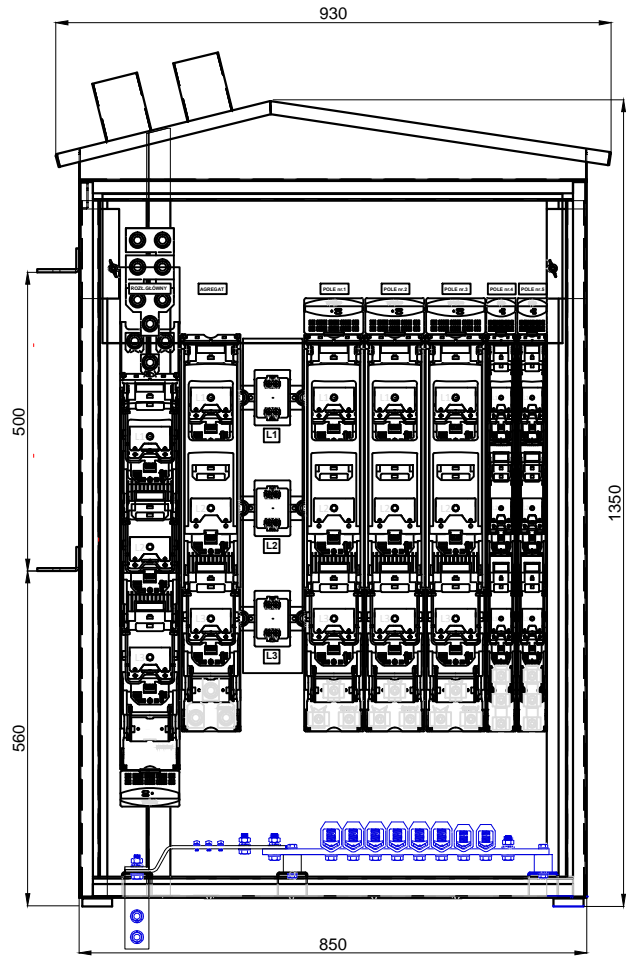 930
ROZŁ.GŁÓWNY
AGREGAT
POLE nr.1
POLE nr.2
POLE nr.3
POLE nr.4
POLE nr.5
L1
L2
L3
500
560
1350
850